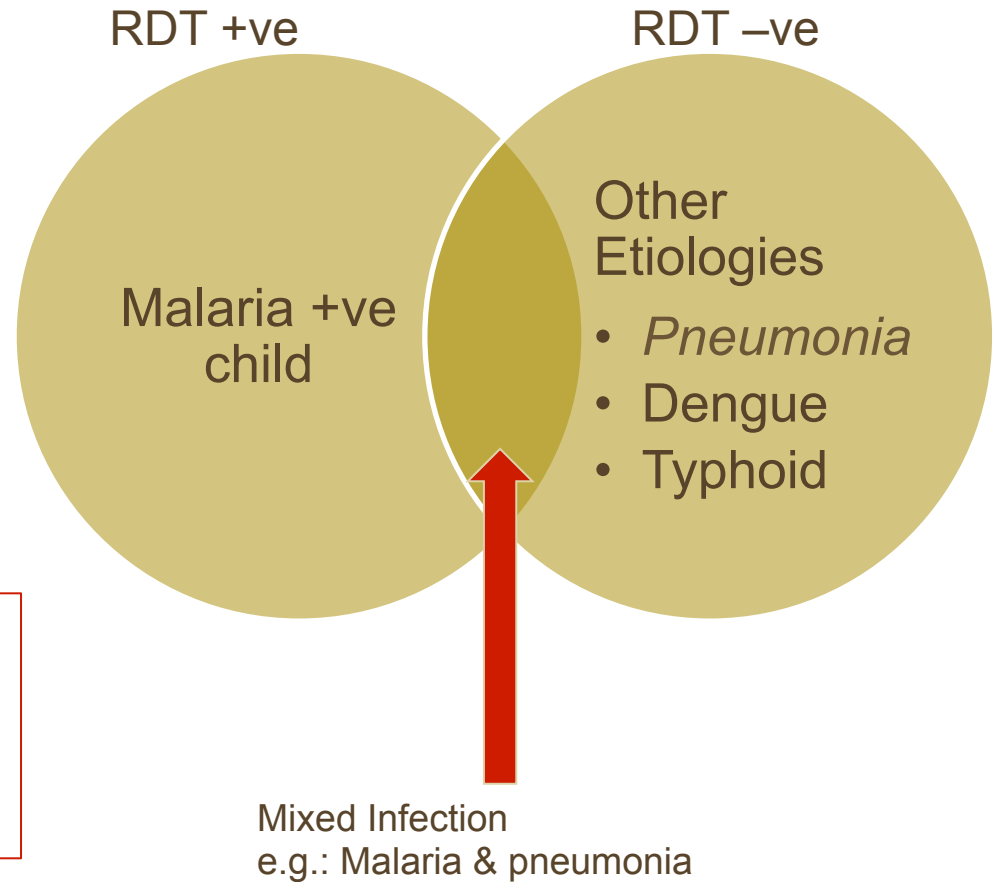 RDT +ve
RDT –ve
Malaria +ve
child
Other
Etiologies
• Pneumonia
• Dengue
• Typhoid
Mixed Infection
e.g.: Malaria & pneumonia